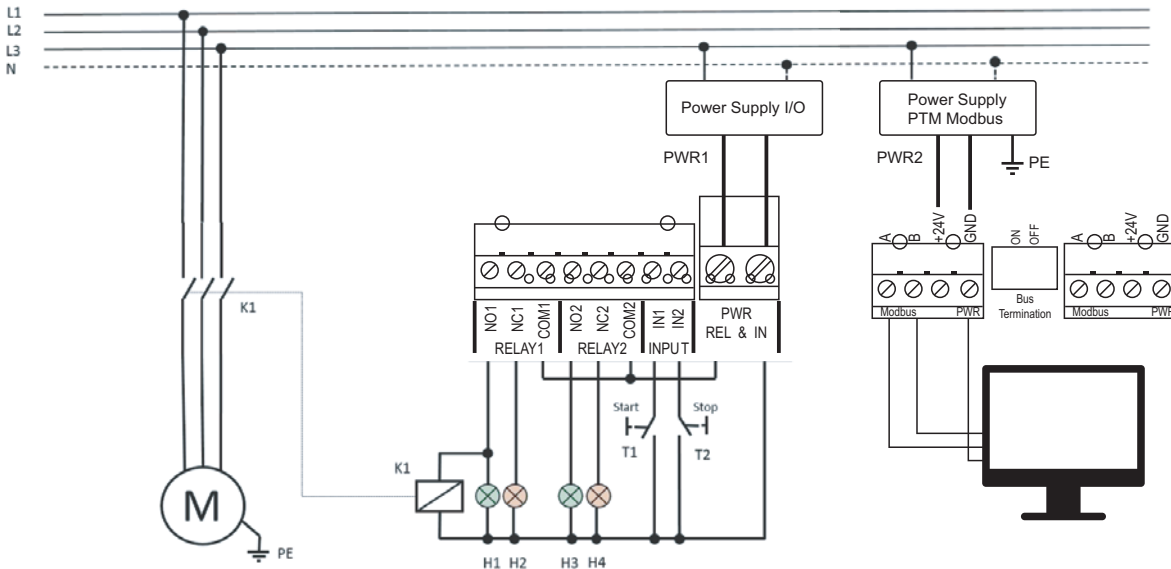 L1
L2
L3
N
Power Supply I/O
Power Supply
PTM Modbus
PWR1
PWR2
PE
A
B
+24V
GND
ON
OFF
A
B
+24V
GND
K1
NO1
NC1
COM1
NO2
NC2
COM2
IN1
IN2
PWR
REL & IN
RELAY1
RELAY2
INPUT
Modbus
PWR
Bus
Termination
Modbus
PWR
Start
Stop
T1
T2
K1
M
PE
H1
H2
H3
H4